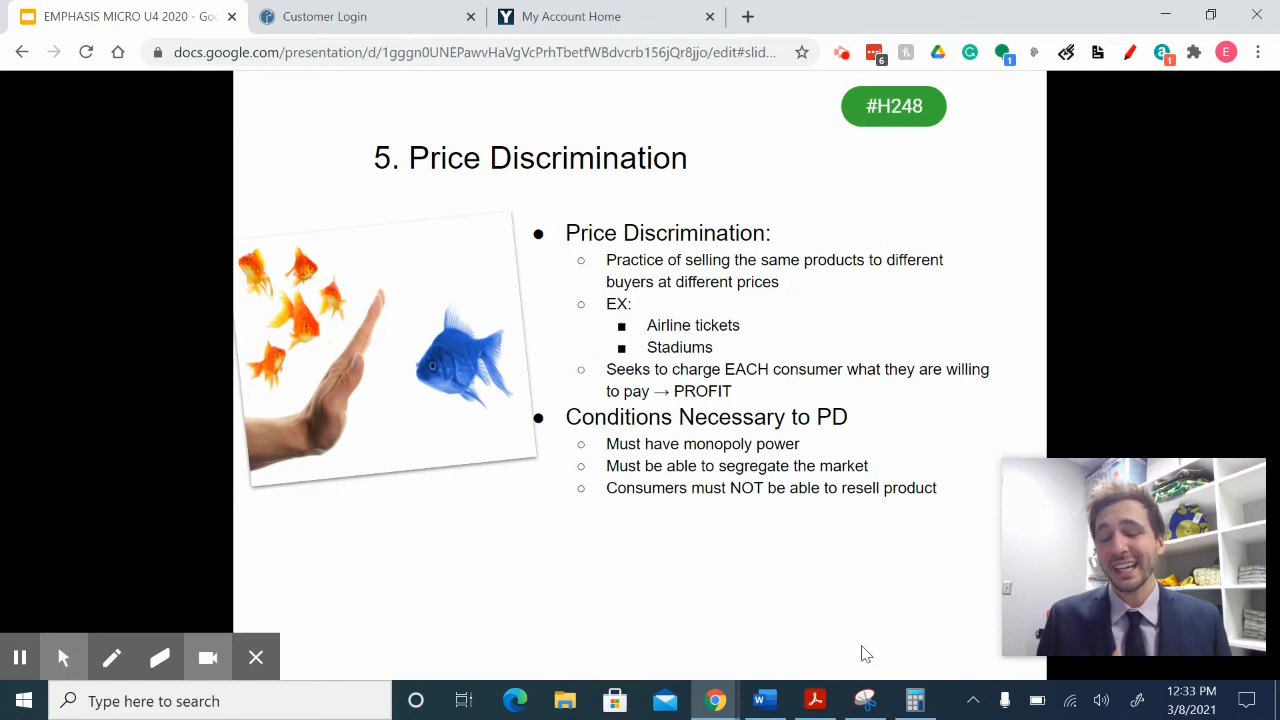 EMPHASIS MICRO U4 2020 - Goo
Customer Login
My Account Home
docs.google.com/presentation/d/1gggn0UNEPawvHaVgVcPrhTbetfWBdvcrb156jQr8jjo/edit#slid...
6
1
1
E
#H248
5. Price Discrimination
● Price Discrimination:
○ Practice of selling the same products to different
buyers at different prices
○ EX:
■ Airline tickets
■ Stadiums
○ Seeks to charge EACH consumer what they are willing
to pay → PROFIT
● Conditions Necessary to PD
○ Must have monopoly power
○ Must be able to segregate the market
○ Consumers must NOT be able to resell product
Type here to search
12:33 PM
3/8/2021